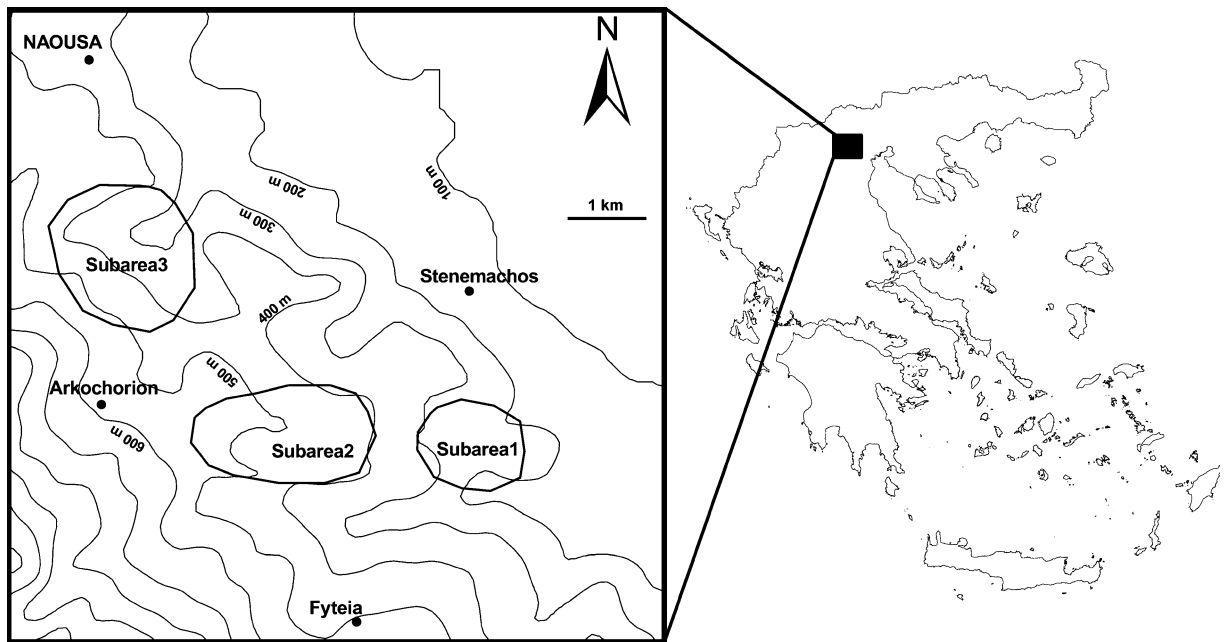 NAOUSA
N
200 m
100 m
300 m
1 km
Subarea3
Stenemachos
400 m
500 m
Arkochorion
600 m
Subarea2
Subarea1
Fyteia